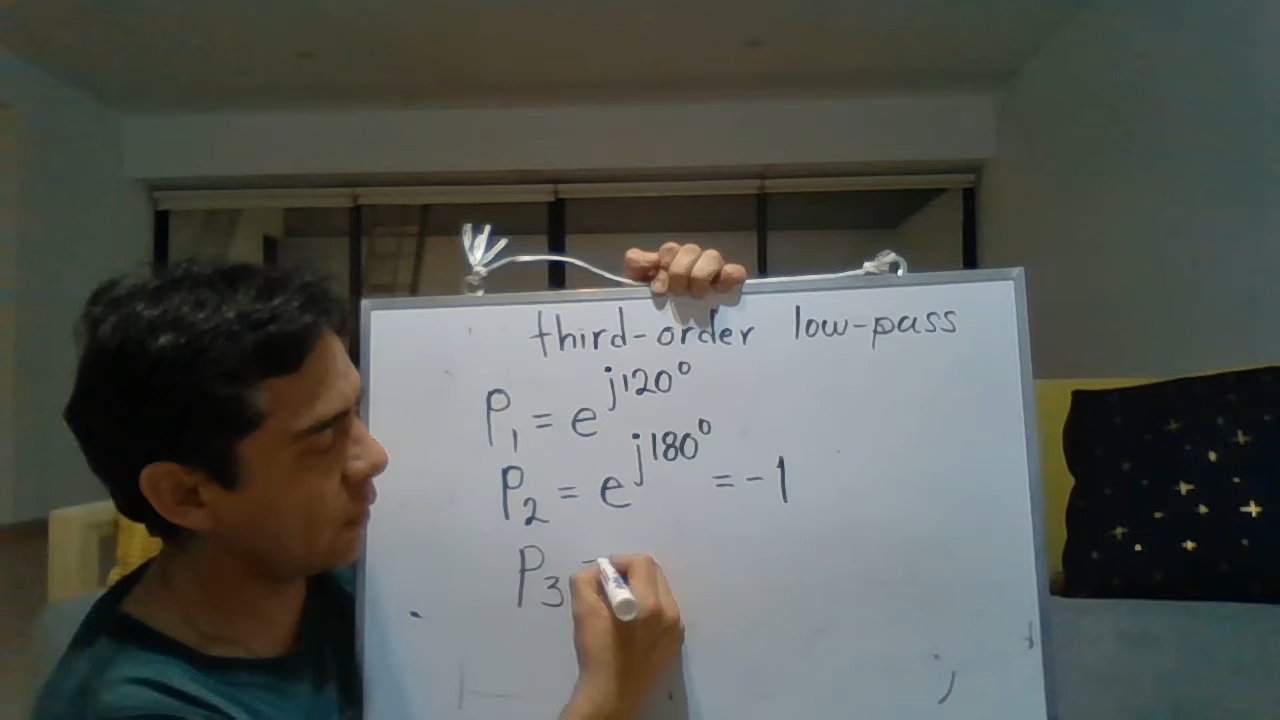 third-order low-pass
P₁ = e^j120°
P₂ = e^j180° = -1
P₃ =